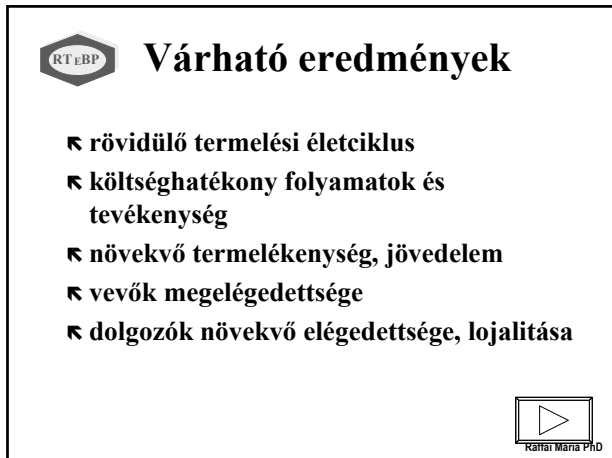 RTEBP
Várható eredmények
rövidülő termelési életciklus
költséghatékony folyamatok és
tevékenység
növekvő termelékenység, jövedelem
vevők megelégedettsége
dolgozók növekvő elégedettsége, lojalitása
Raffai Mária PhD